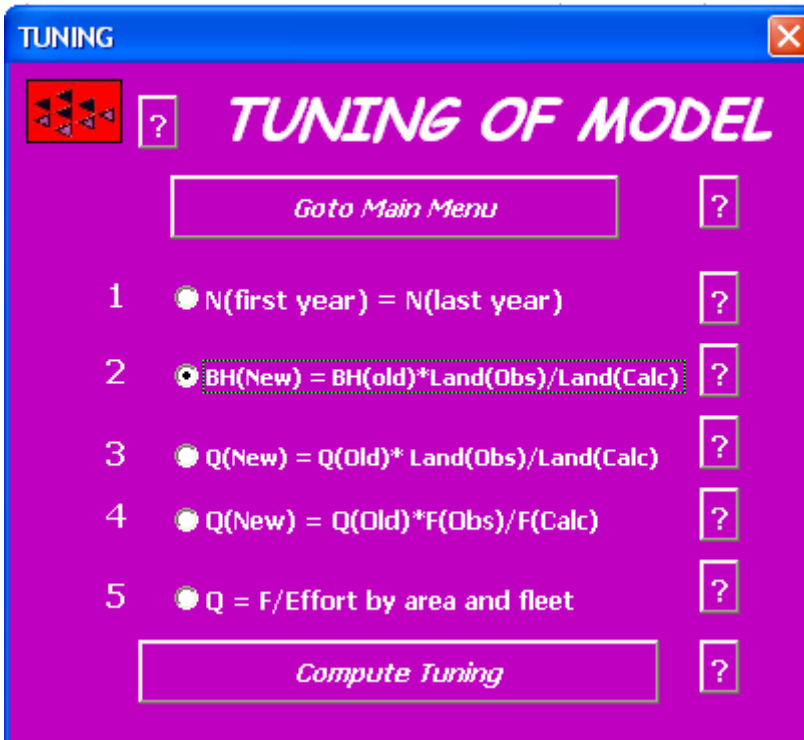 TUNING
? TUNING OF MODEL
Goto Main Menu ?
1 N(first year) = N(last year) ?
2 BH(New) = BH(old)*Land(Obs)/Land(Calc) ?
3 Q(New) = Q(Old)* Land(Obs)/Land(Calc) ?
4 Q(New) = Q(Old)*F(Obs)/F(Calc) ?
5 Q = F/Effort by area and fleet ?
Compute Tuning ?